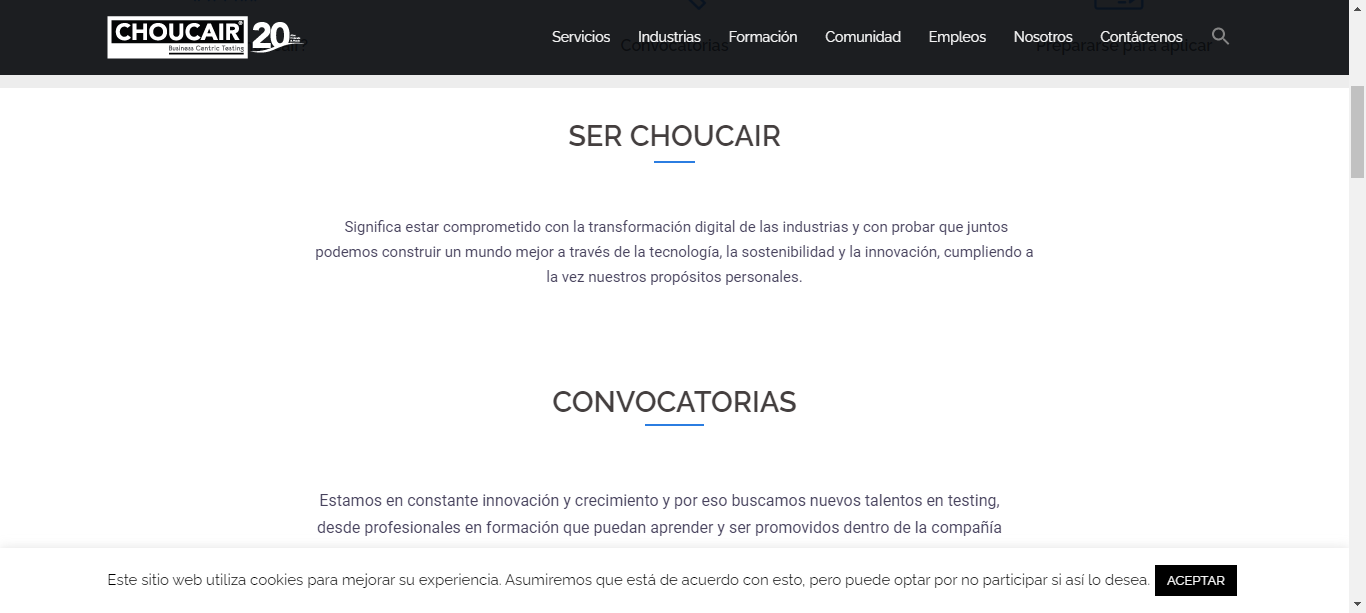 CHOUCAIR
Business Centric Testing
20
Servicios
Industrias
Formación
Comunidad
Empleos
Nosotros
Contáctenos
Convocatorias
Prepararse para aplicar
SER CHOUCAIR
Significa estar comprometido con la transformación digital de las industrias y con probar que juntos
podemos construir un mundo mejor a través de la tecnología, la sostenibilidad y la innovación, cumpliendo a
la vez nuestros propósitos personales.
CONVOCATORIAS
Estamos en constante innovación y crecimiento y por eso buscamos nuevos talentos en testing,
desde profesionales en formación que puedan aprender y ser promovidos dentro de la compañía
Este sitio web utiliza cookies para mejorar su experiencia. Asumiremos que está de acuerdo con esto, pero puede optar por no participar si así lo desea.
ACEPTAR